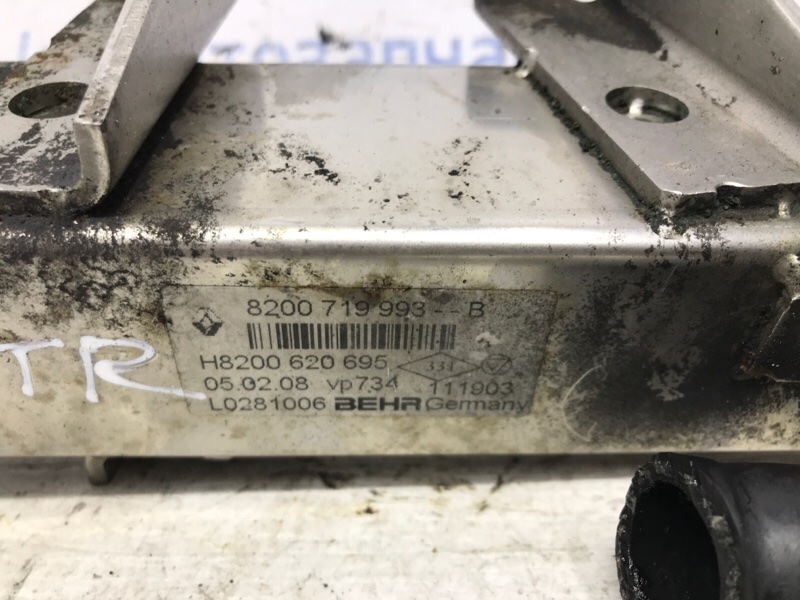 8200 719 993 - - B
H8200 620 695
05.02.08 vp734 111903
L0281006 BEHR Germany
TR